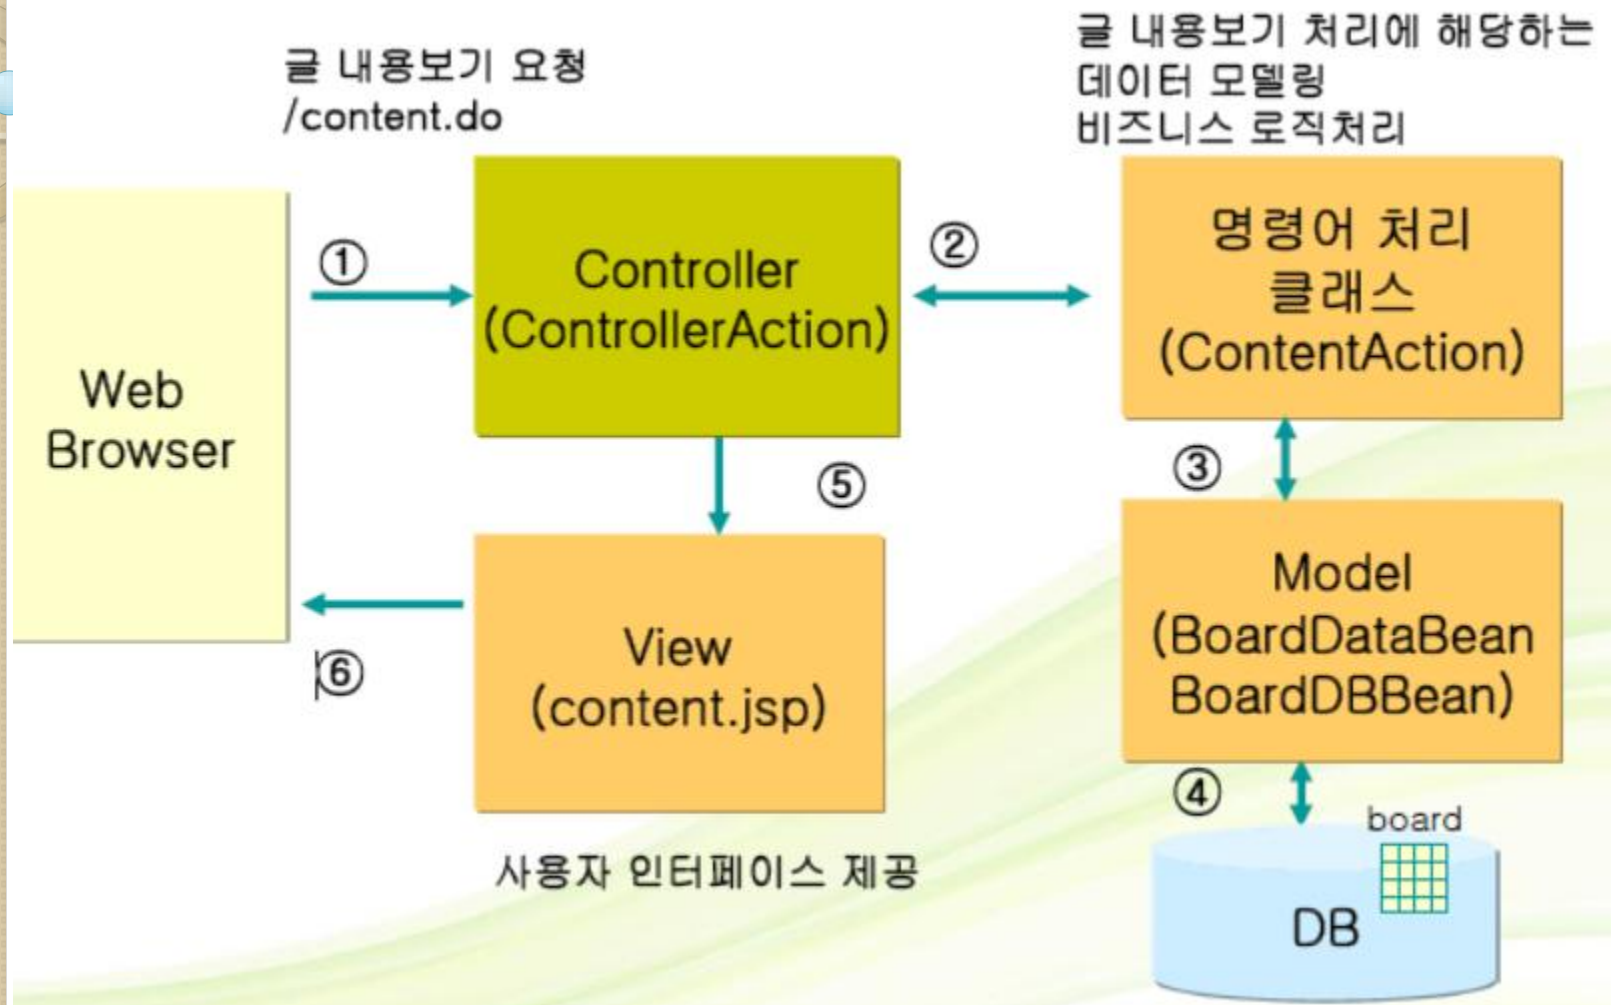 글 내용보기 요청
/content.do
글 내용보기 처리에 해당하는
데이터 모델링
비즈니스 로직처리
Web
Browser
①
Controller
(ControllerAction)
②
명령어 처리
클래스
(ContentAction)
③
Model
(BoardDataBean
BoardDBBean)
④
board
DB
⑤
View
(content.jsp)
⑥
사용자 인터페이스 제공